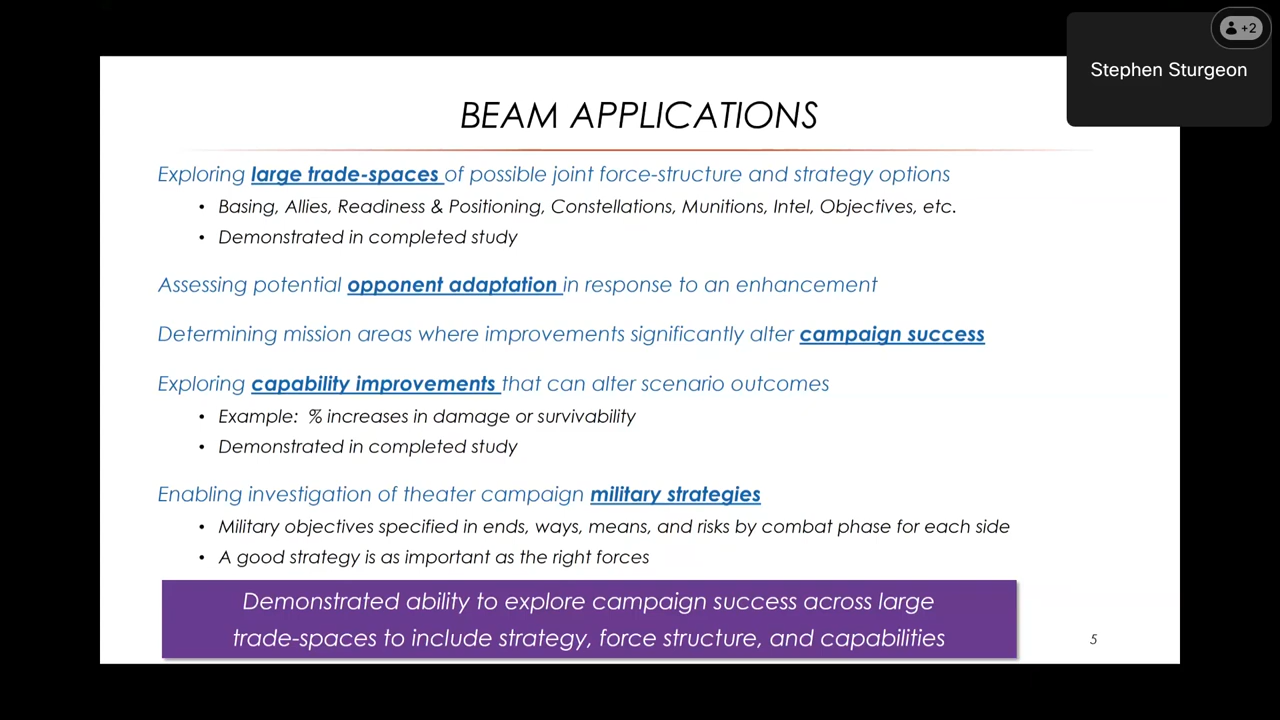 +2
Stephen Sturgeon
BEAM APPLICATIONS
Exploring large trade-spaces of possible joint force-structure and strategy options
• Basing, Allies, Readiness & Positioning, Constellations, Munitions, Intel, Objectives, etc.
• Demonstrated in completed study
Assessing potential opponent adaptation in response to an enhancement
Determining mission areas where improvements significantly alter campaign success
Exploring capability improvements that can alter scenario outcomes
• Example: % increases in damage or survivability
• Demonstrated in completed study
Enabling investigation of theater campaign military strategies
• Military objectives specified in ends, ways, means, and risks by combat phase for each side
• A good strategy is as important as the right forces
Demonstrated ability to explore campaign success across large
trade-spaces to include strategy, force structure, and capabilities
5